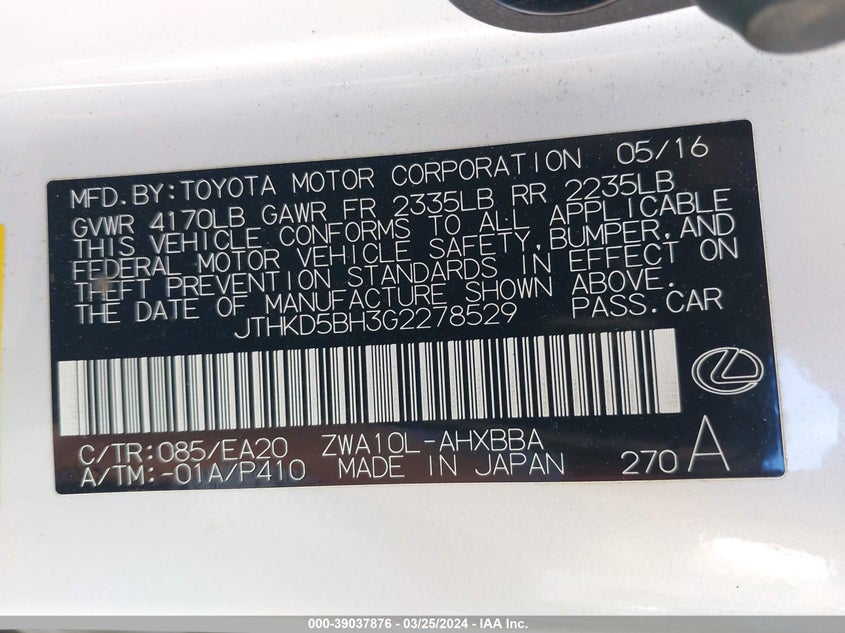 MFD.BY:TOYOTA MOTOR CORPORATION 05/16
GVWR 4170LB GAWR FR 2335LB RR 2235LB
THIS VEHICLE CONFORMS TO ALL APPLICABLE
FEDERAL MOTOR VEHICLE SAFETY, BUMPER, AND
THEFT PREVENTION STANDARDS IN EFFECT ON
THE DATE OF MANUFACTURE SHOWN ABOVE.
JTHKD5BH3G2278529 PASS.CAR
C/TR:085/EA20 ZWA10L-AHXBBA
A/TM:-01A/P410 MADE IN JAPAN 270 A
000-39037876 - 03/25/2024 - IAA Inc.